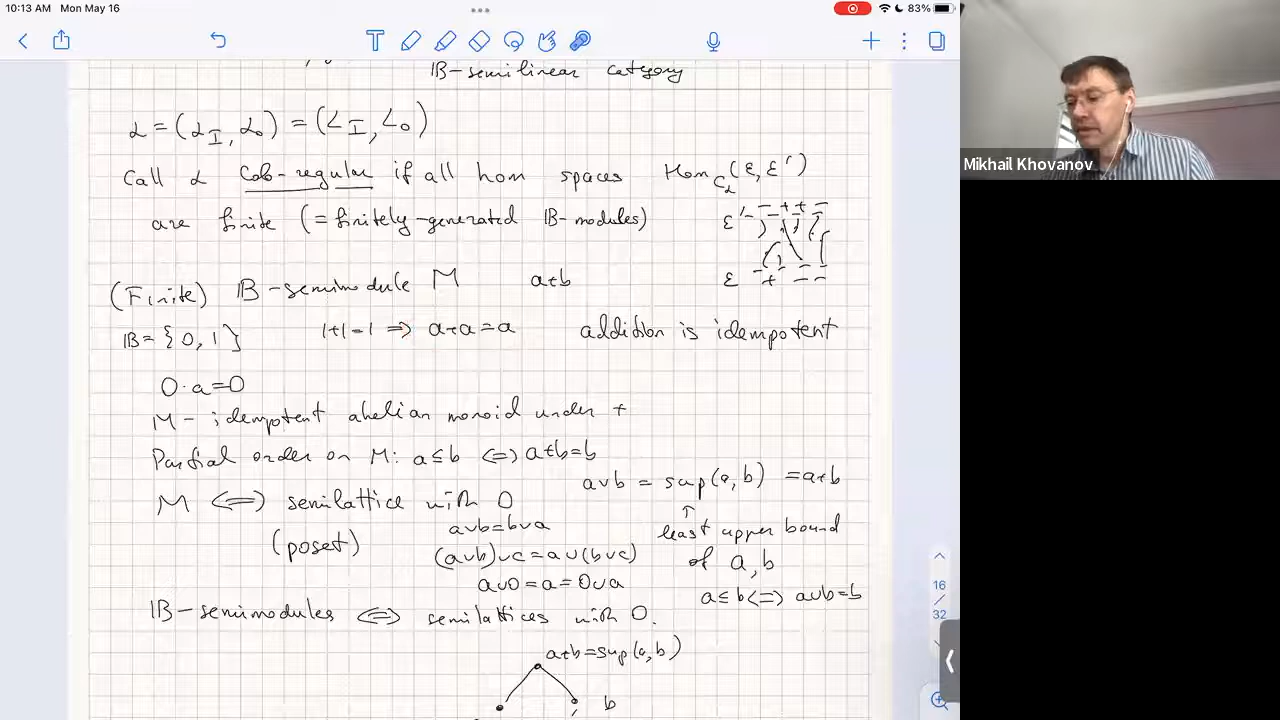 10:13 AM Mon May 16
83%
𝔹-semilinear category
α = (α_I, α_0) = (L_I, L_0)
Call α Cob-regular if all hom spaces Hom_{C_α}(ε, ε')
are finite (= finitely-generated 𝔹-modules)
ε' - - + + -
ε - + - -
(Finite) 𝔹-semimodule M a+b
𝔹 = {0, 1} 1+1=1 ⇒ a+a=a addition is idempotent
0·a=0
M - idempotent abelian monoid under +
Partial order on M: a≤b ⇔ a+b=b
a∪b = sup(a,b) = a+b
M ⇔ semilattice with 0
↑
a∪b=b∪a
least upper bound
(poset)
(a∪b)∪c=a∪(b∪c)
of a, b
a∪0=a=0∪a
a≤b ⇔ a∪b=b
𝔹-semimodules ⇔ semilattices with 0.
a+b=sup(a,b)
b
16
/
32
Mikhail Khovanov